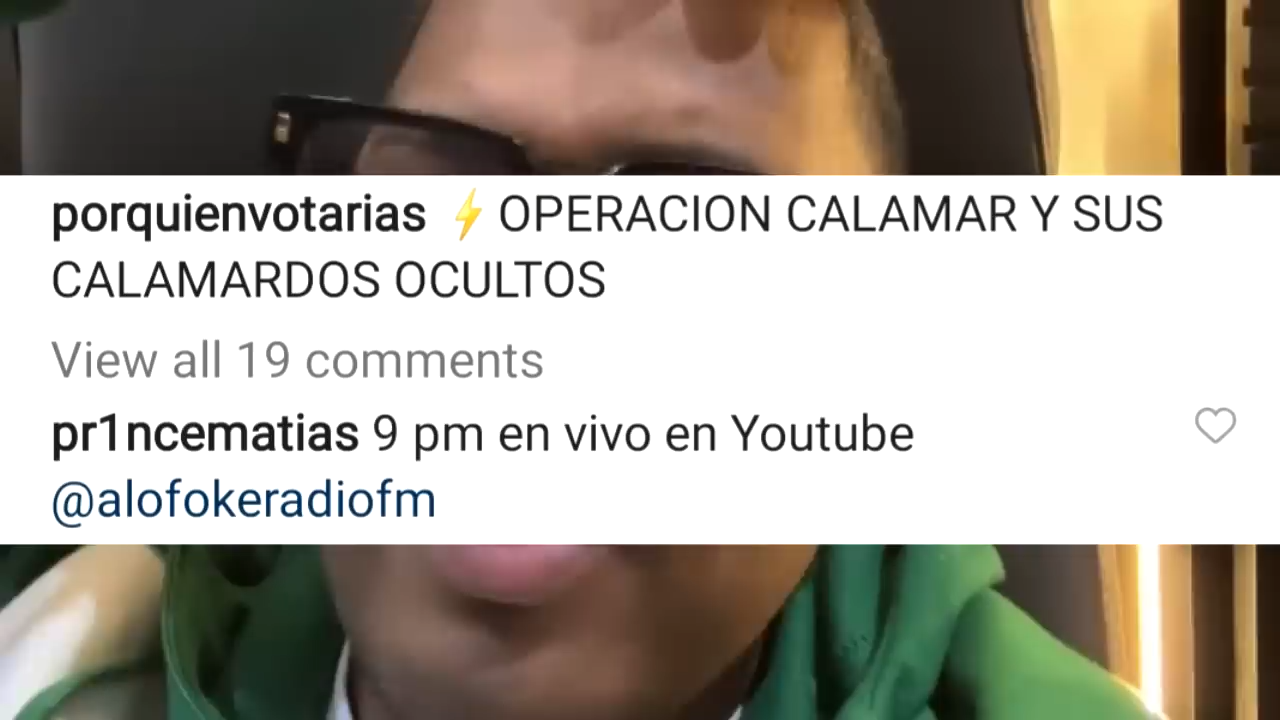 porquienvotarias ⚡OPERACION CALAMAR Y SUS
CALAMARDOS OCULTOS
View all 19 comments
pr1ncematias 9 pm en vivo en Youtube
@alofokeradiofm